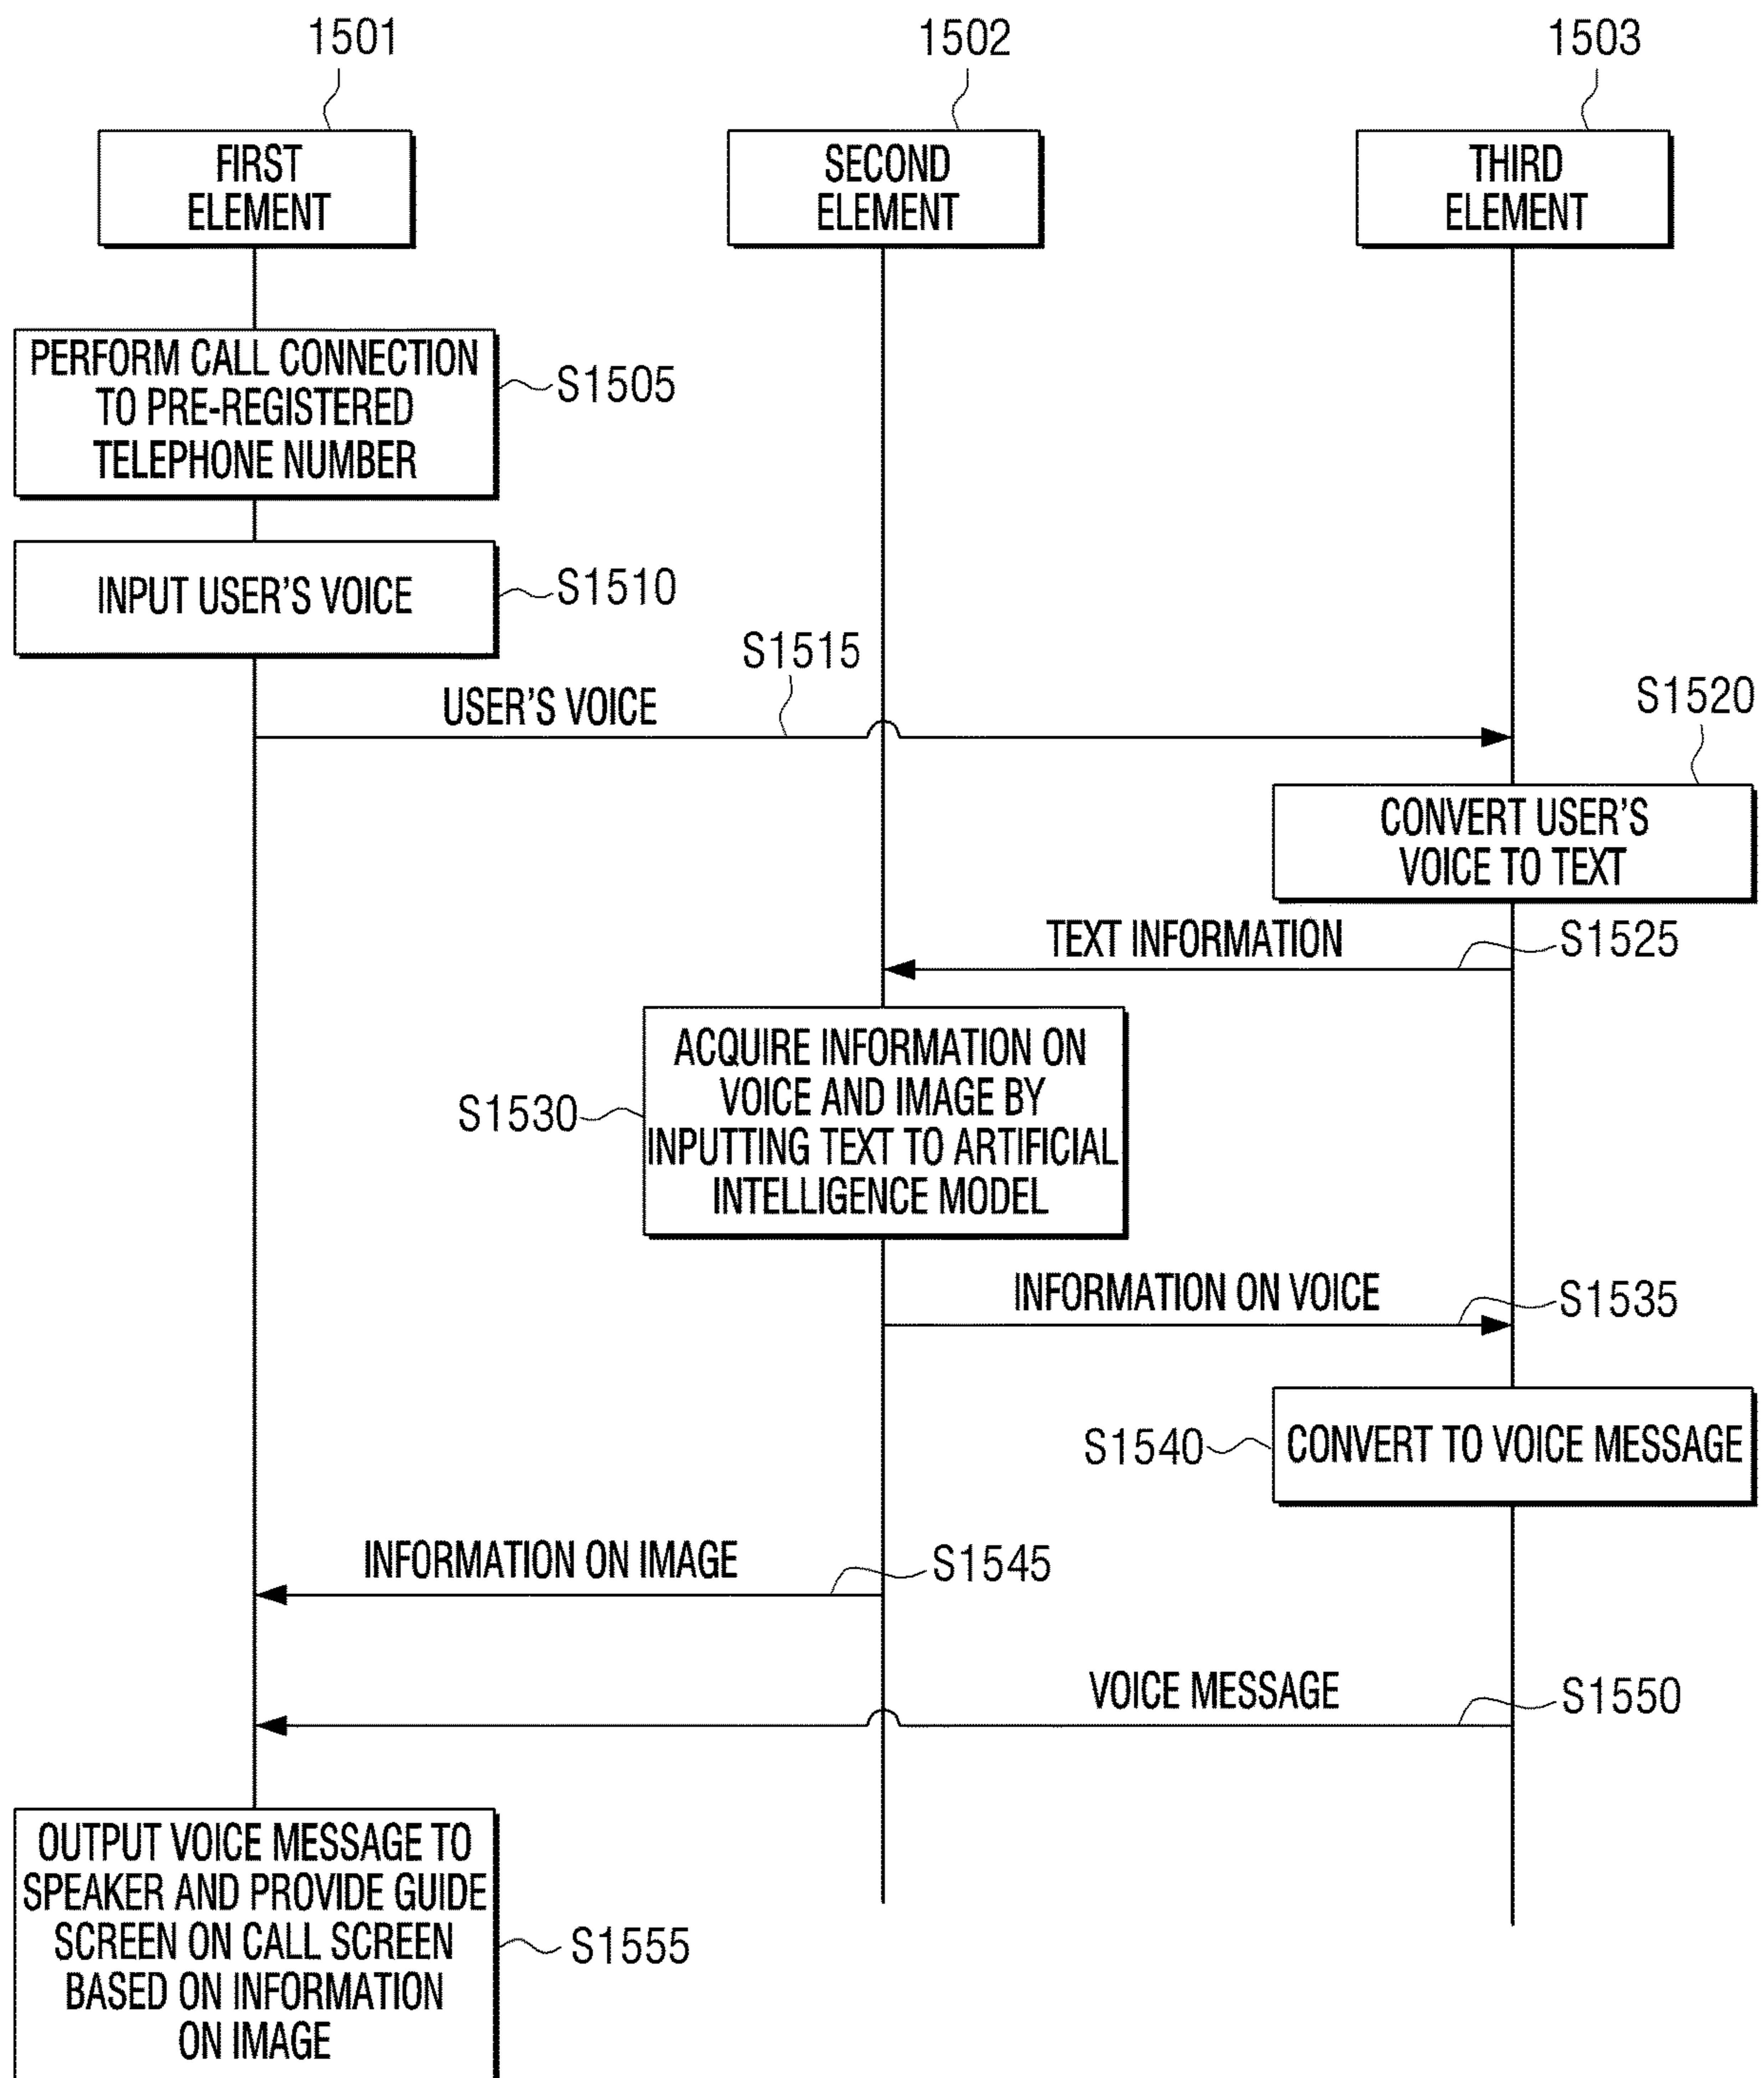 1501
1502
1503
FIRST
ELEMENT
SECOND
ELEMENT
THIRD
ELEMENT
PERFORM CALL CONNECTION
TO PRE-REGISTERED
TELEPHONE NUMBER
S1505
INPUT USER'S VOICE
S1510
USER'S VOICE
S1515
S1520
CONVERT USER'S
VOICE TO TEXT
TEXT INFORMATION
S1525
S1530
ACQUIRE INFORMATION ON
VOICE AND IMAGE BY
INPUTTING TEXT TO ARTIFICIAL
INTELLIGENCE MODEL
INFORMATION ON VOICE
S1535
S1540
CONVERT TO VOICE MESSAGE
INFORMATION ON IMAGE
S1545
VOICE MESSAGE
S1550
OUTPUT VOICE MESSAGE TO
SPEAKER AND PROVIDE GUIDE
SCREEN ON CALL SCREEN
BASED ON INFORMATION
ON IMAGE
S1555